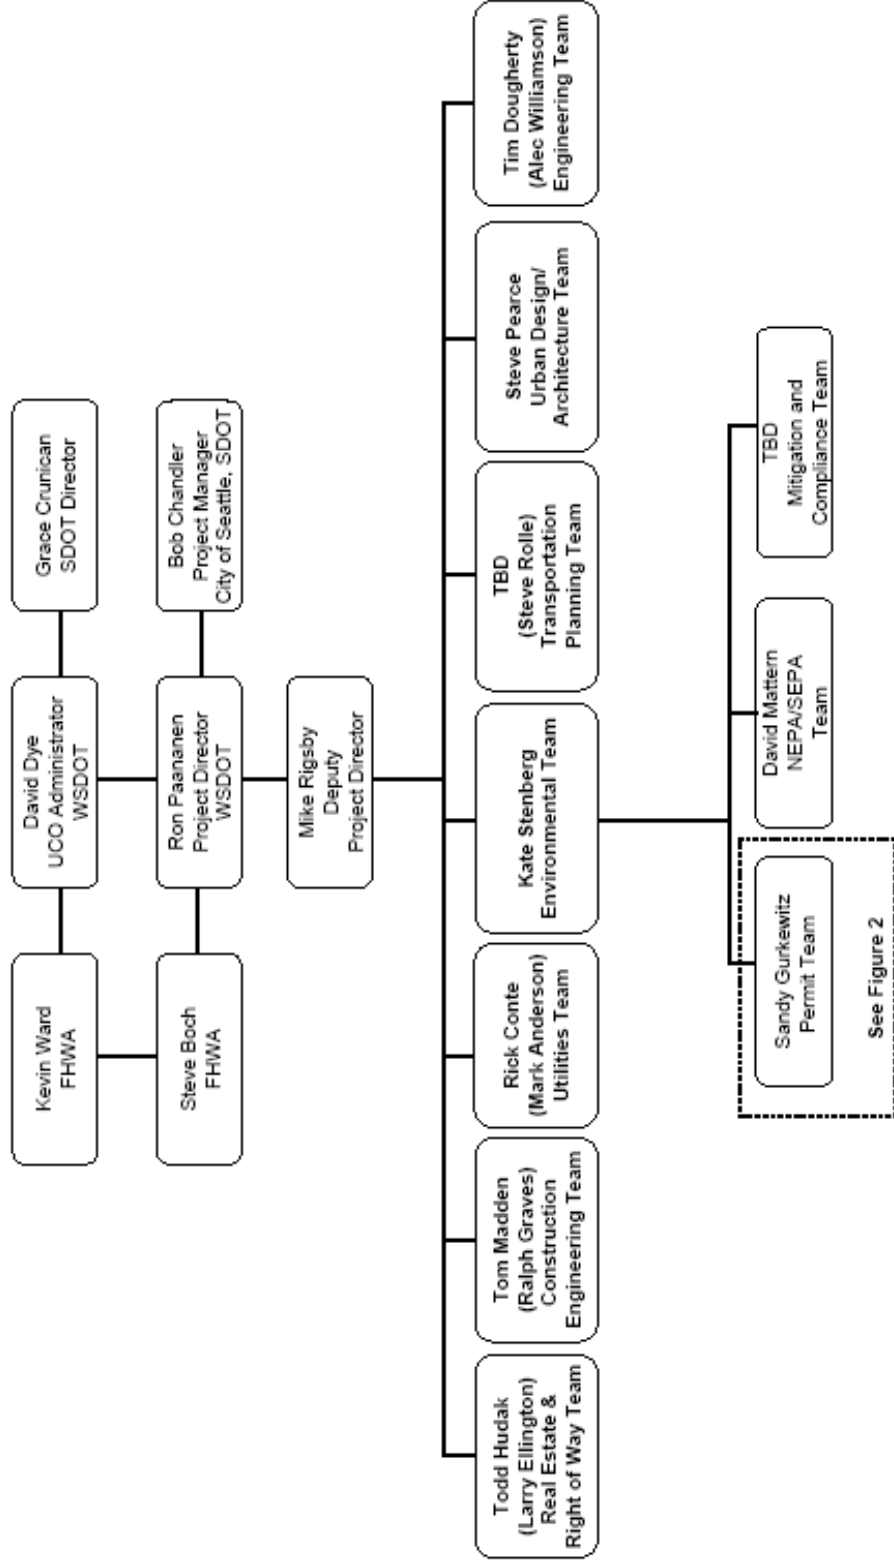 Kevin Ward
FHWA
David Dye
UCO Administrator
WSDOT
Grace Crunican
SDOT Director
Steve Boch
FHWA
Ron Paananen
Project Director
WSDOT
Bob Chandler
Project Manager
City of Seattle, SDOT
Mike Rigsby
Deputy
Project Director
Todd Hudak
(Larry Ellington)
Real Estate &
Right of Way Team
Tom Madden
(Ralph Graves)
Construction
Engineering Team
Rick Conte
(Mark Anderson)
Utilities Team
Kate Stenberg
Environmental Team
TBD
(Steve Rolle)
Transportation
Planning Team
Steve Pearce
Urban Design/
Architecture Team
Tim Dougherty
(Alec Williamson)
Engineering Team
Sandy Gurkewitz
Permit Team
David Mattern
NEPA/SEPA
Team
TBD
Mitigation and
Compliance Team
See Figure 2